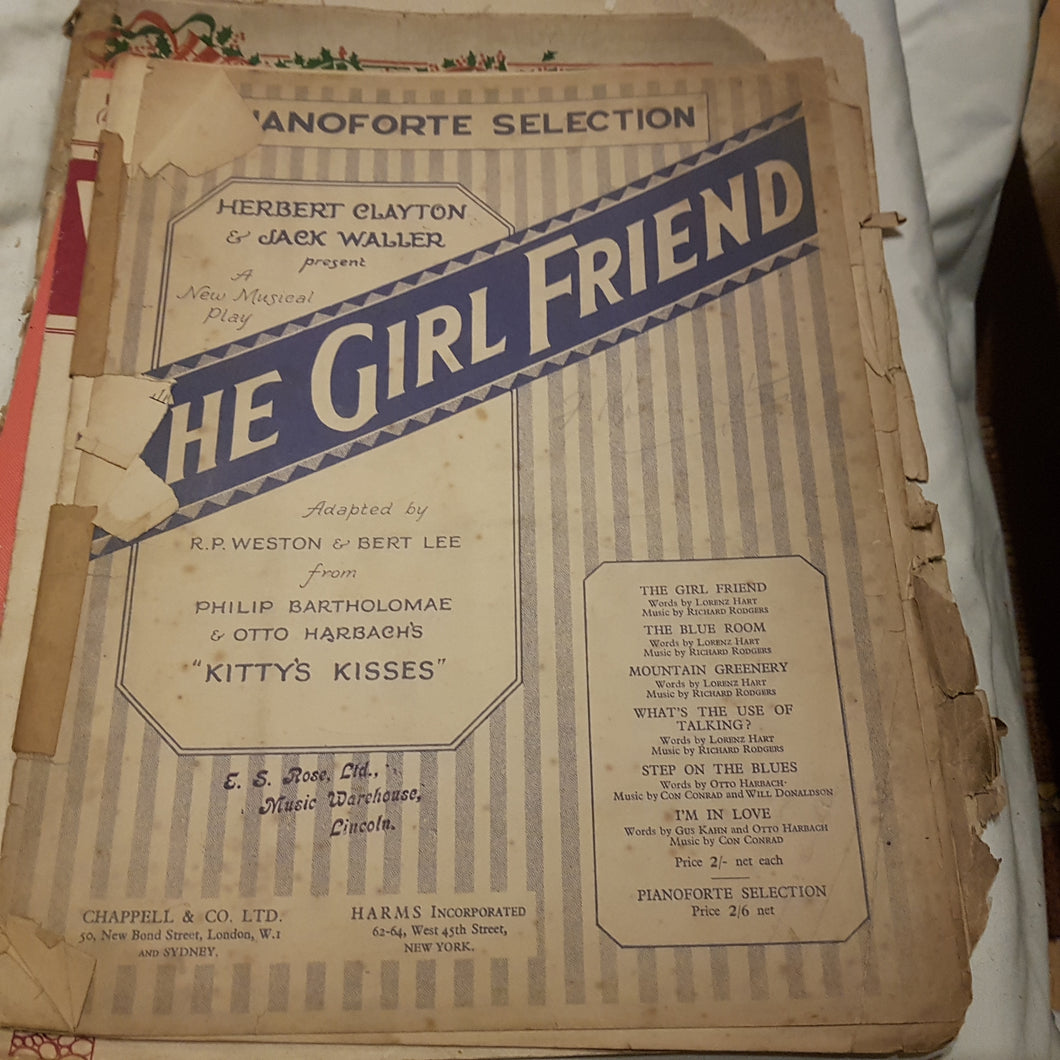 IANOFORTE SELECTION
HERBERT CLAYTON
& JACK WALLER
present
A
New Musical
Play
HE GIRL FRIEND
Adapted by
R.P. WESTON & BERT LEE
from
PHILIP BARTHOLOMAE
& OTTO HARBACH'S
"KITTY'S KISSES"
E. S. Rose, Ltd.,
Music Warehouse,
Lincoln.
CHAPPELL & CO. LTD.
50, New Bond Street, London, W.1
AND SYDNEY.
HARMS INCORPORATED
62-64, West 45th Street,
NEW YORK.
THE GIRL FRIEND
Words by LORENZ HART
Music by RICHARD RODGERS
THE BLUE ROOM
Words by LORENZ HART
Music by RICHARD RODGERS
MOUNTAIN GREENERY
Words by LORENZ HART
Music by RICHARD RODGERS
WHAT'S THE USE OF
TALKING?
Words by LORENZ HART
Music by RICHARD RODGERS
STEP ON THE BLUES
Words by OTTO HARBACH·
Music by CON CONRAD and WILL DONALDSON
I'M IN LOVE
Words by GUS KAHN and OTTO HARBACH
Music by CON CONRAD
Price 2/- net each
PIANOFORTE SELECTION
Price 2/6 net